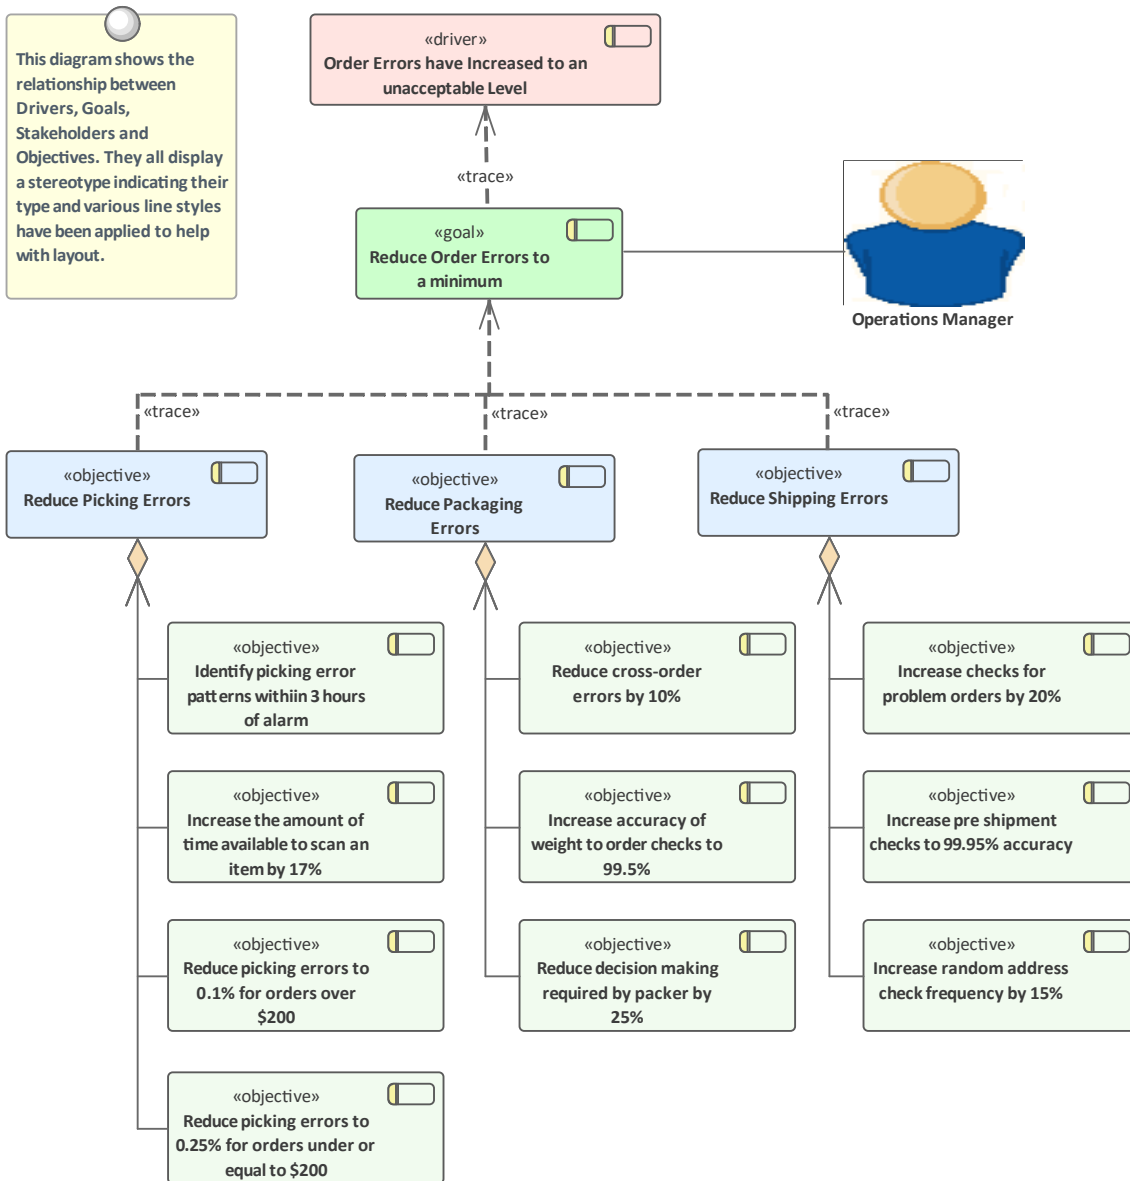 This diagram shows the
relationship between
Drivers, Goals,
Stakeholders and
Objectives. They all display
a stereotype indicating their
type and various line styles
have been applied to help
with layout.
«driver»
Order Errors have Increased to an
unacceptable Level
«trace»
«goal»
Reduce Order Errors to
a minimum
Operations Manager
«trace»
«trace»
«trace»
«objective»
Reduce Picking Errors
«objective»
Reduce Packaging
Errors
«objective»
Reduce Shipping Errors
«objective»
Identify picking error
patterns withiin 3 hours
of alarm
«objective»
Reduce cross-order
errors by 10%
«objective»
Increase checks for
problem orders by 20%
«objective»
Increase the amount of
time available to scan an
item by 17%
«objective»
Increase accuracy of
weight to order checks to
99.5%
«objective»
Increase pre shipment
checks to 99.95% accuracy
«objective»
Reduce picking errors to
0.1% for orders over
$200
«objective»
Reduce decision making
required by packer by
25%
«objective»
Increase random address
check frequency by 15%
«objective»
Reduce picking errors to
0.25% for orders under or
equal to $200